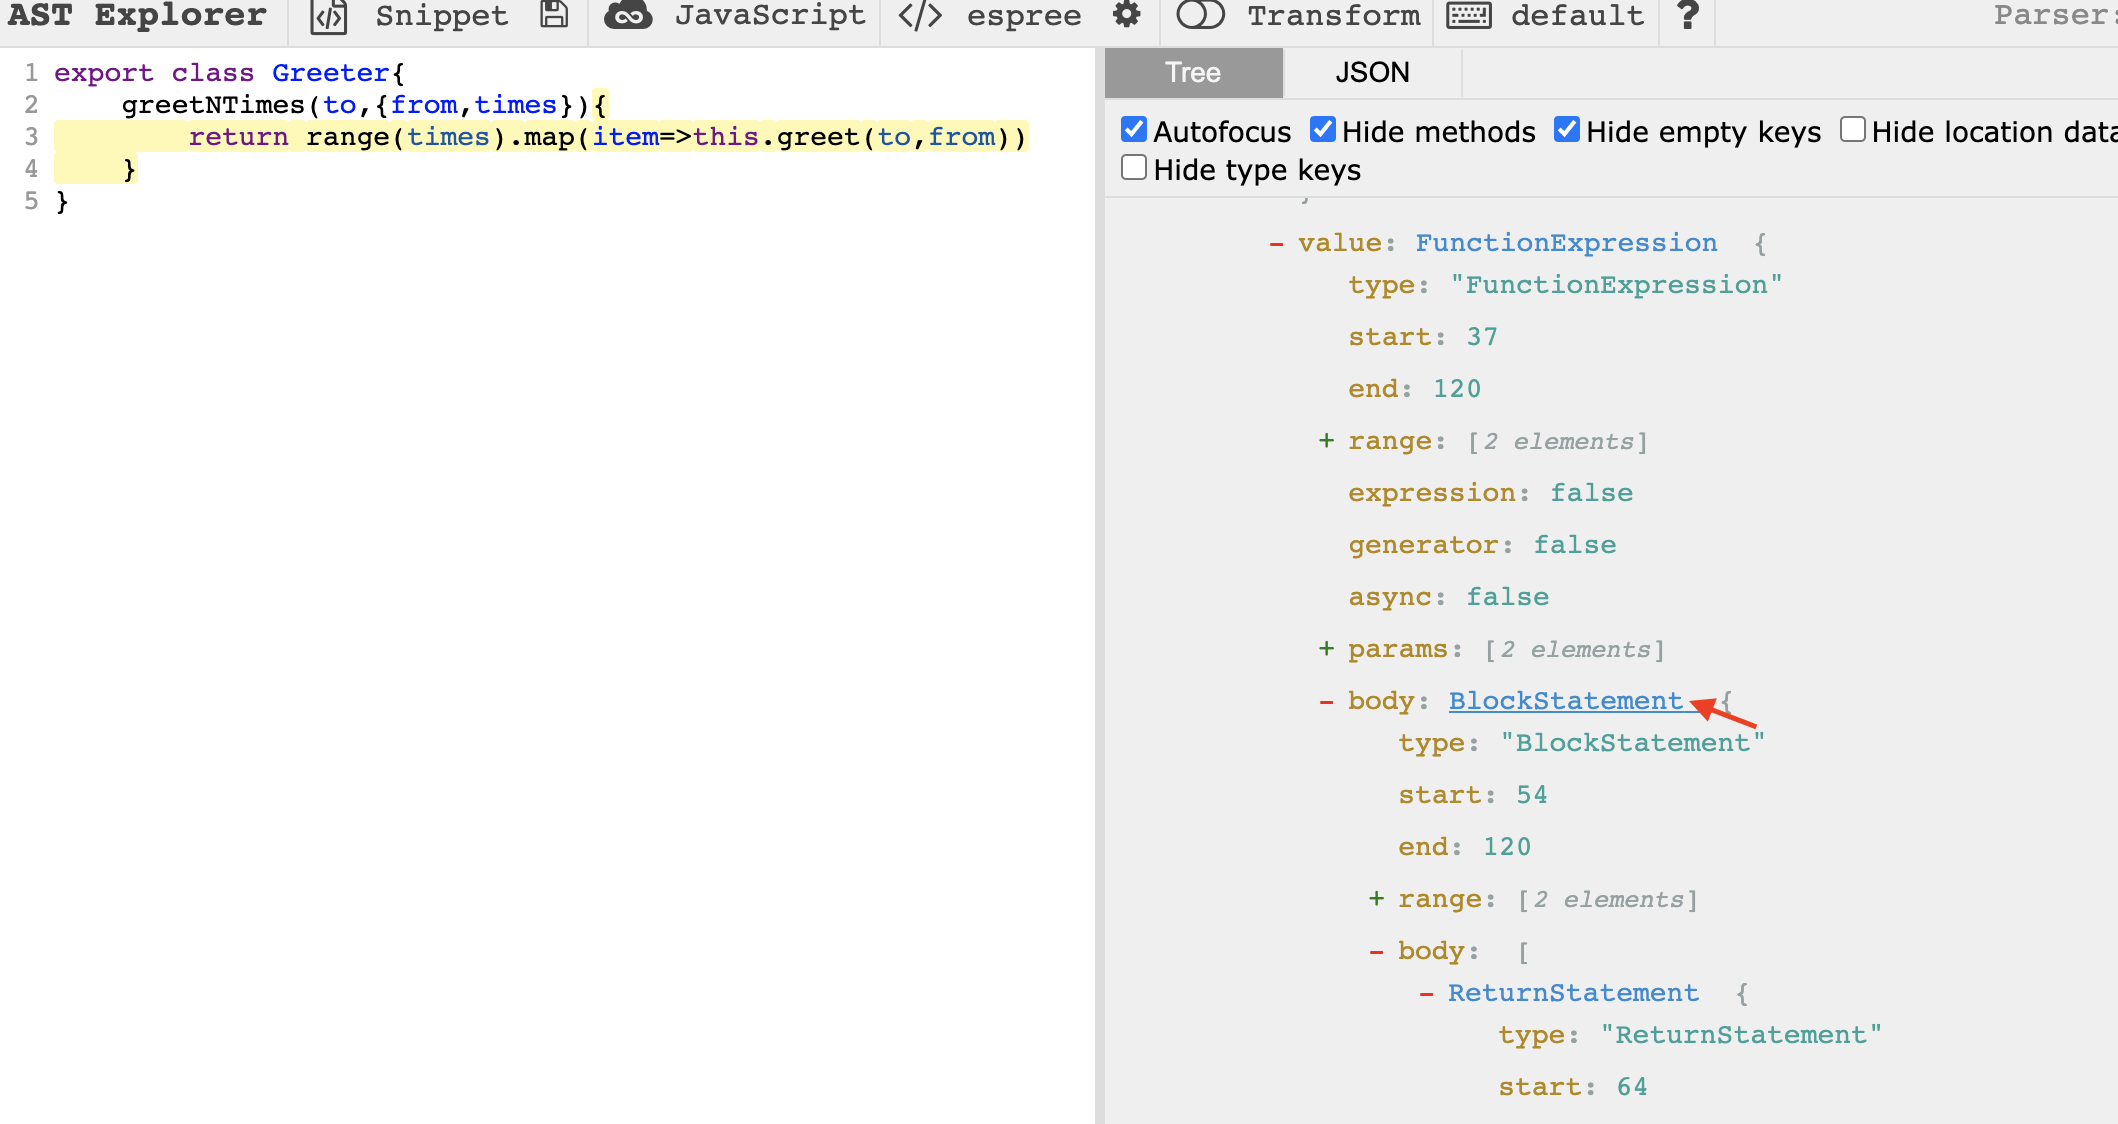 AST Explorer Snippet JavaScript </> espree Transform default ? Parser:
1 export class Greeter{
2     greetNTimes(to,{from,times}){
3         return range(times).map(item=>this.greet(to,from))
4     }
5 }
Tree JSON
Autofocus Hide methods Hide empty keys Hide location data
Hide type keys
}
- value: FunctionExpression {
type: "FunctionExpression"
start: 37
end: 120
+ range: [2 elements]
expression: false
generator: false
async: false
+ params: [2 elements]
- body: BlockStatement {
type: "BlockStatement"
start: 54
end: 120
+ range: [2 elements]
- body: [
- ReturnStatement {
type: "ReturnStatement"
start: 64